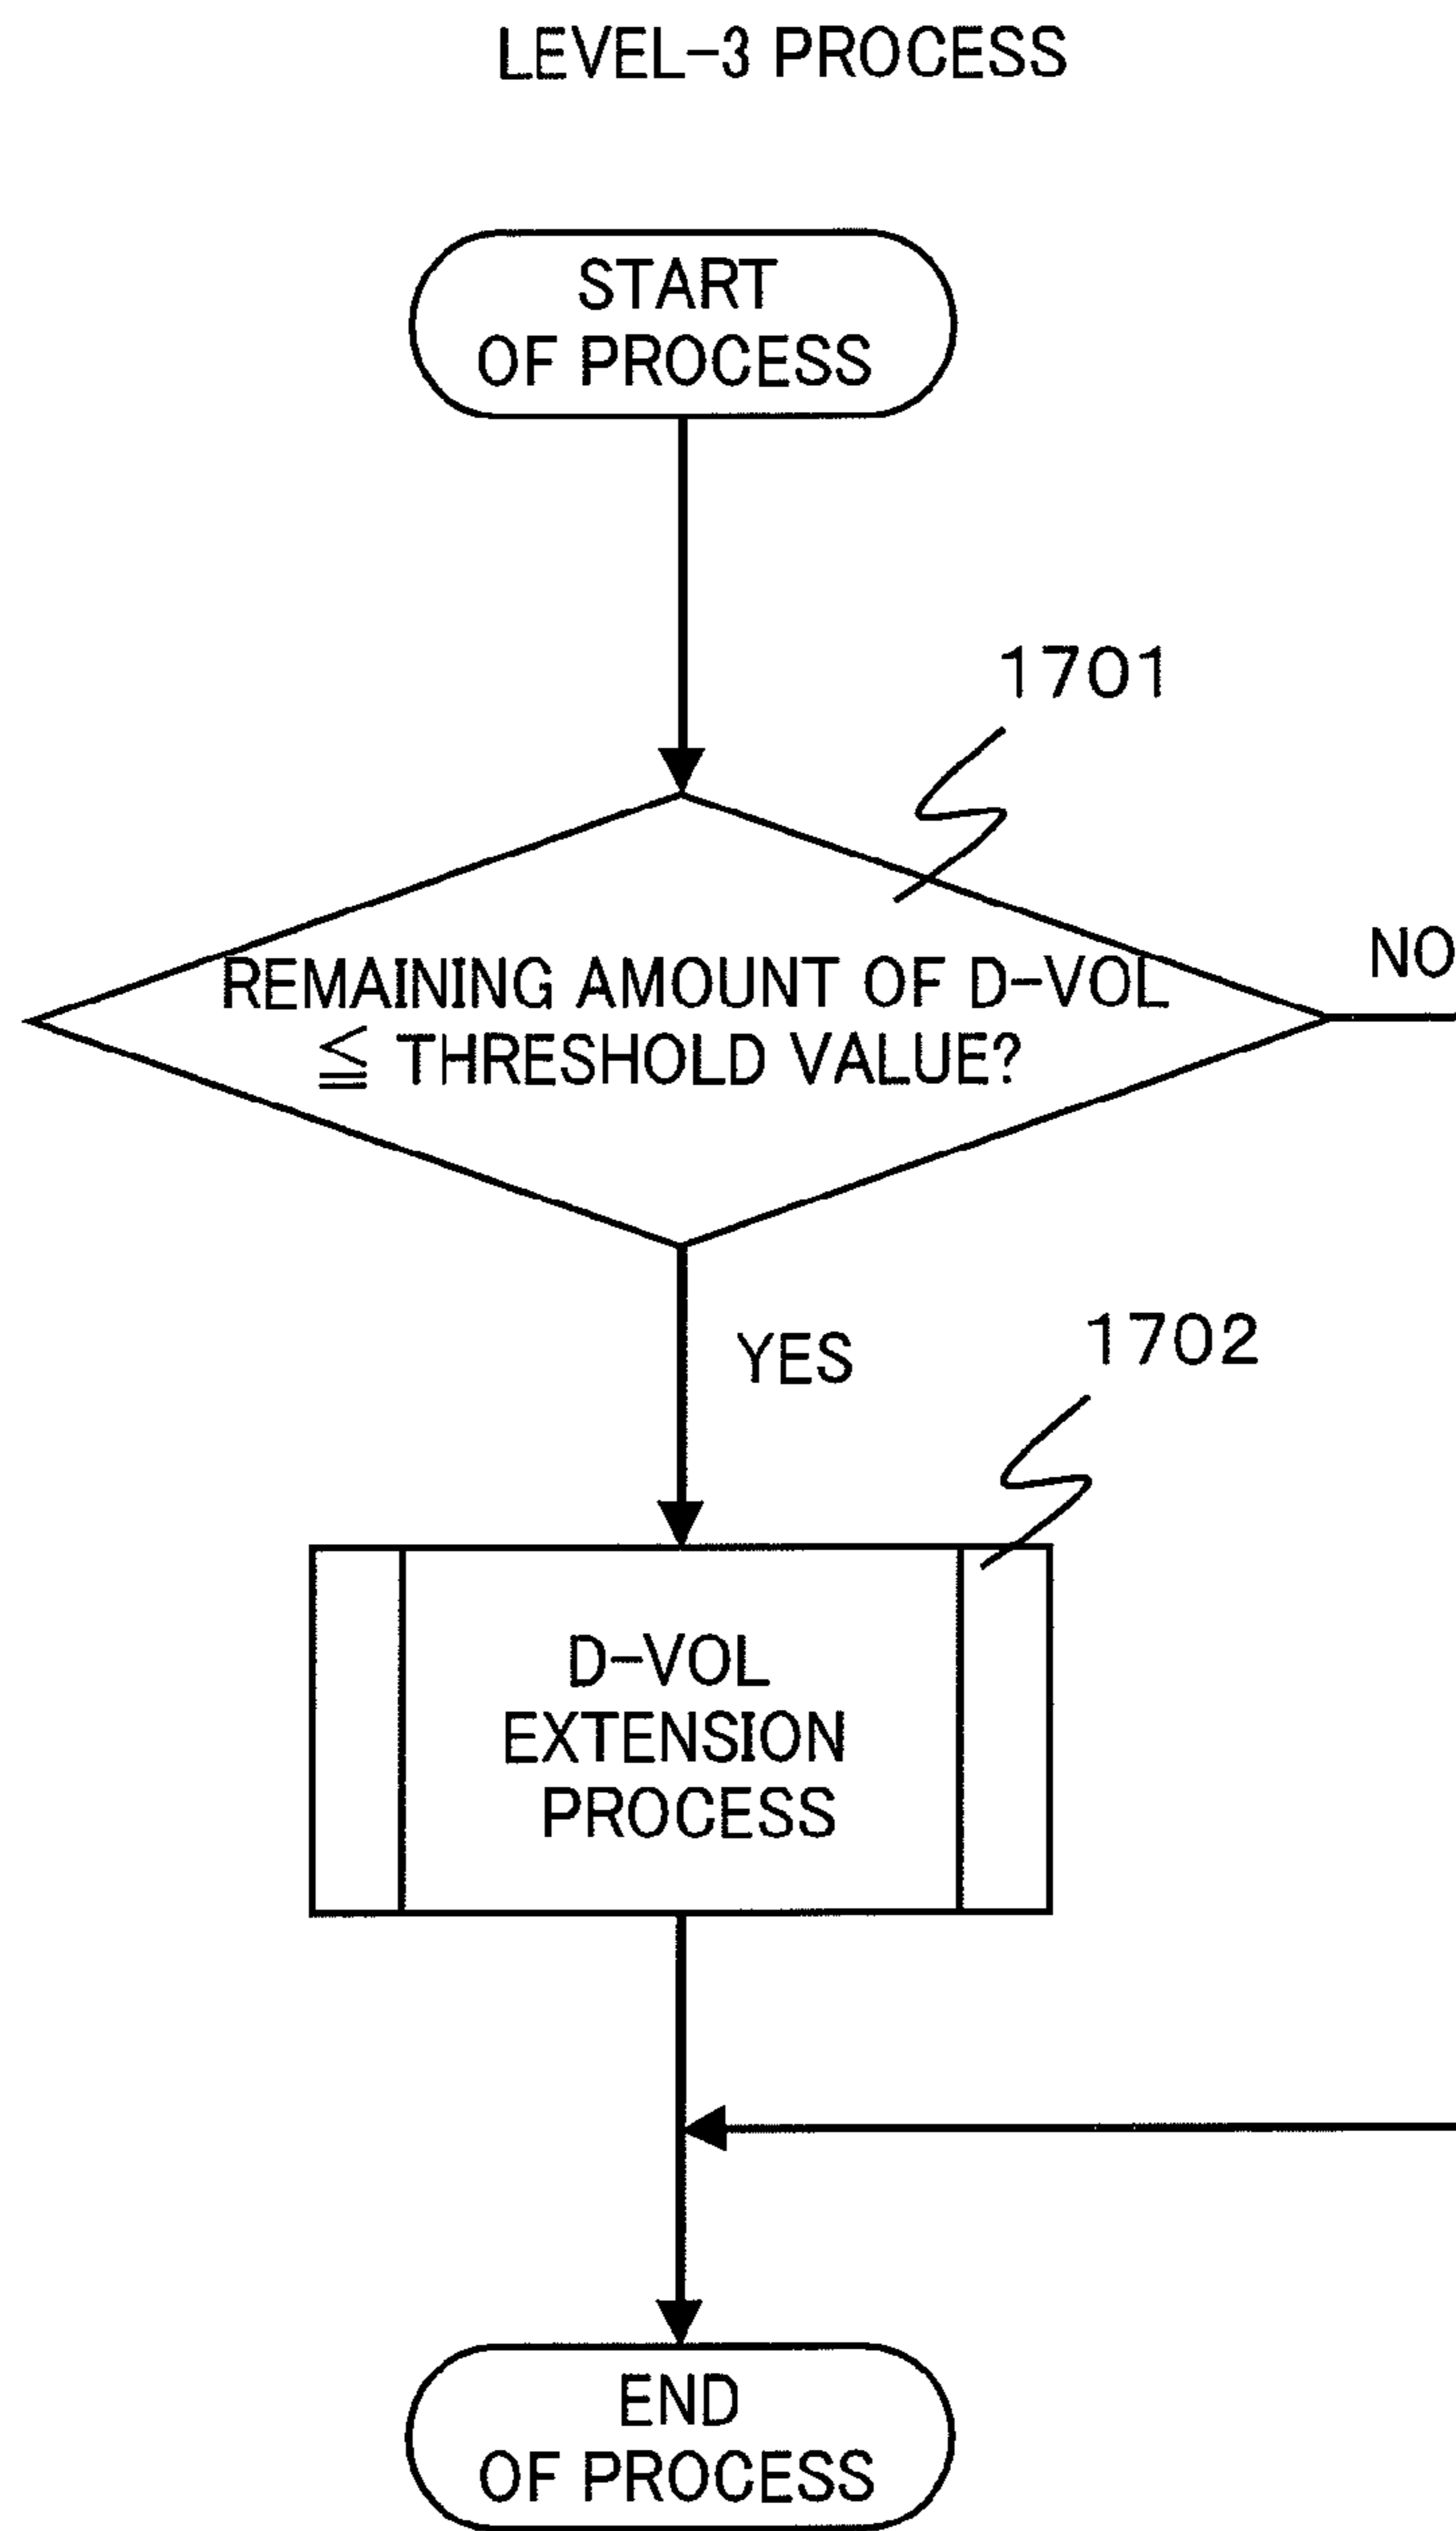 LEVEL-3 PROCESS
START
OF PROCESS
1701
REMAINING AMOUNT OF D-VOL
≦ THRESHOLD VALUE?
NO
YES
1702
D-VOL
EXTENSION
PROCESS
END
OF PROCESS